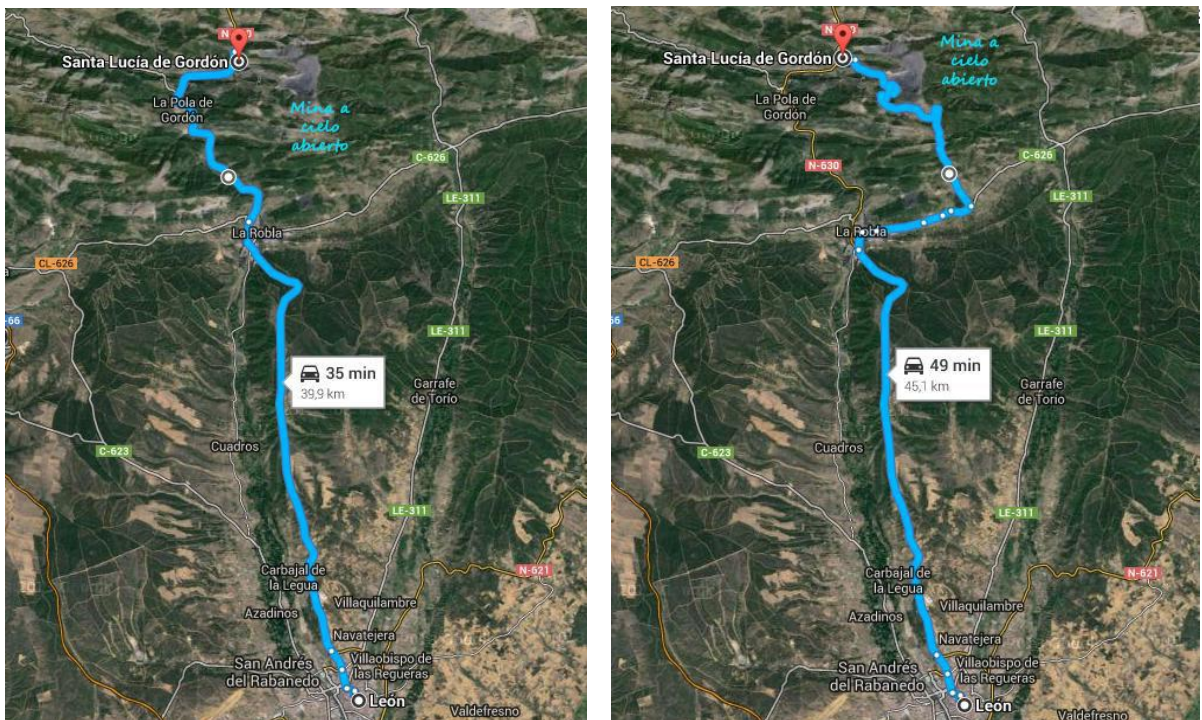 N-630
Santa Lucía de Gordón
La Pola de
Gordón
Mina a
cielo
abierto
C-626
LE-311
La Robla
CL-626
-66
LE-311
35 min
39,9 km
Garrafe
de Torío
Cuadros
C-623
LE-311
Carbajal de
la Legua
N-621
Azadinos
Villaquilambre
Navatejera
San Andrés
del Rabanedo
Villaobispo de
las Regueras
León
Valdefresno
Santa Lucía de Gordón
Mina a
cielo
abierto
La Pola de
Gordón
N-630
C-626
LE-311
La Robla
CL-626
66
LE-311
49 min
45,1 km
Garrafe
de Torío
Cuadros
C-623
LE-311
Carbajal de
la Legua
N-621
Azadinos
Villaquilambre
Navatejera
San Andrés
del Rabanedo
Villaobispo de
las Regueras
León
Valdefresno